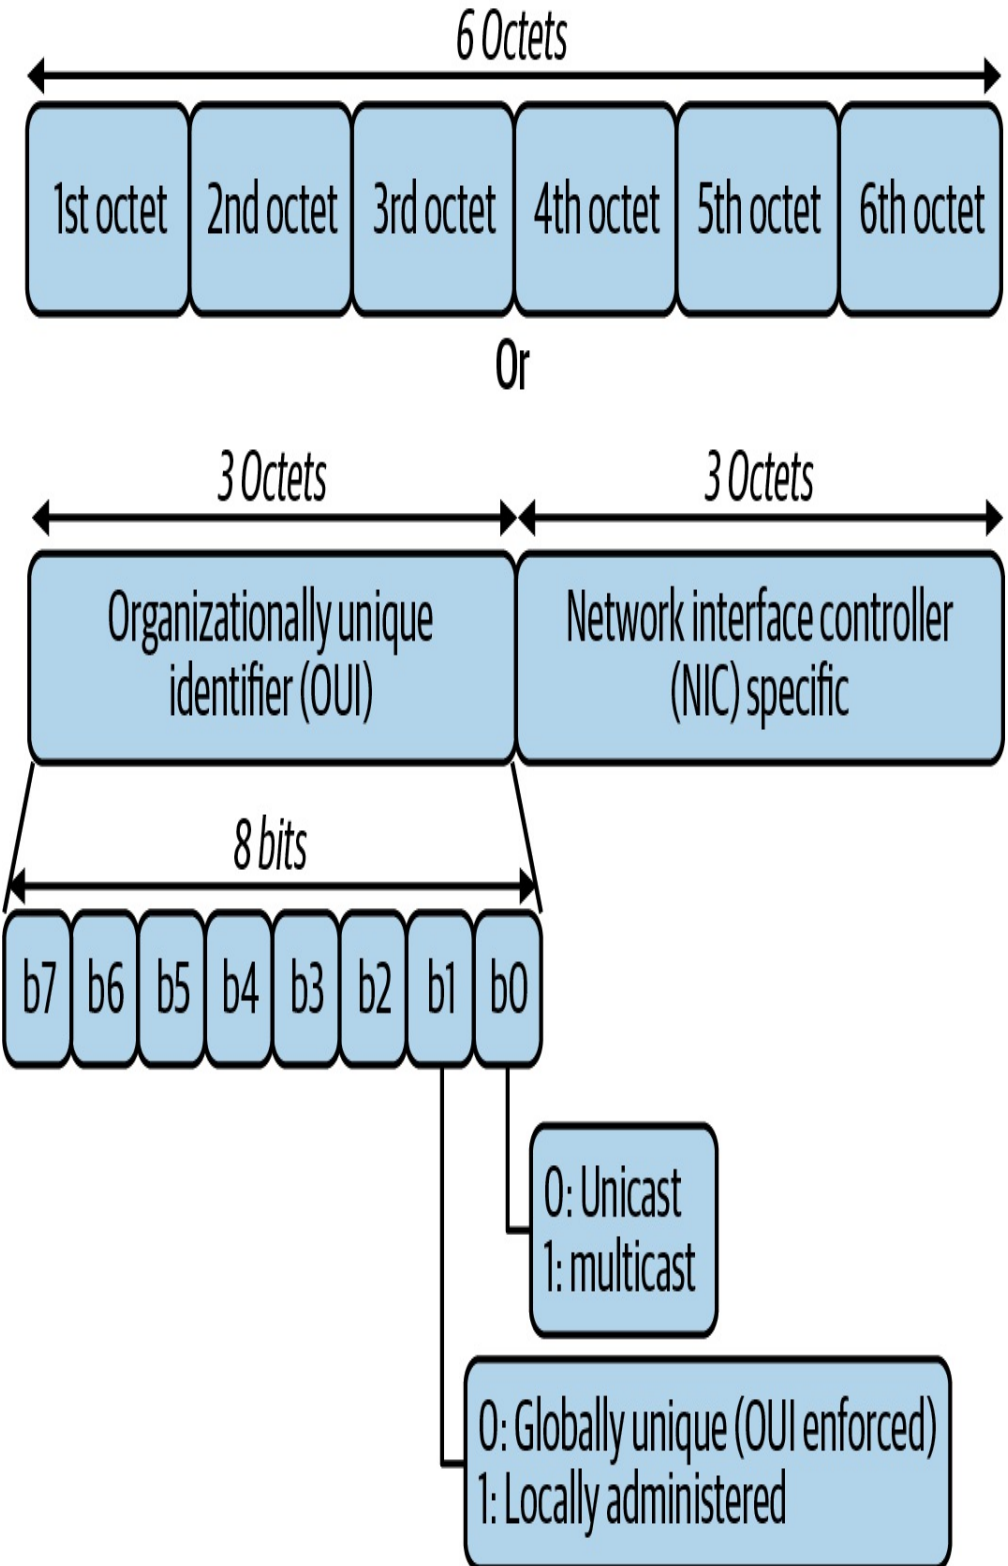 6 Octets
1st octet
2nd octet
3rd octet
4th octet
5th octet
6th octet
Or
3 Octets
3 Octets
Organizationally unique
identifier (OUI)
Network interface controller
(NIC) specific
8 bits
b7
b6
b5
b4
b3
b2
b1
b0
0: Unicast
1: multicast
0: Globally unique (OUI enforced)
1: Locally administered